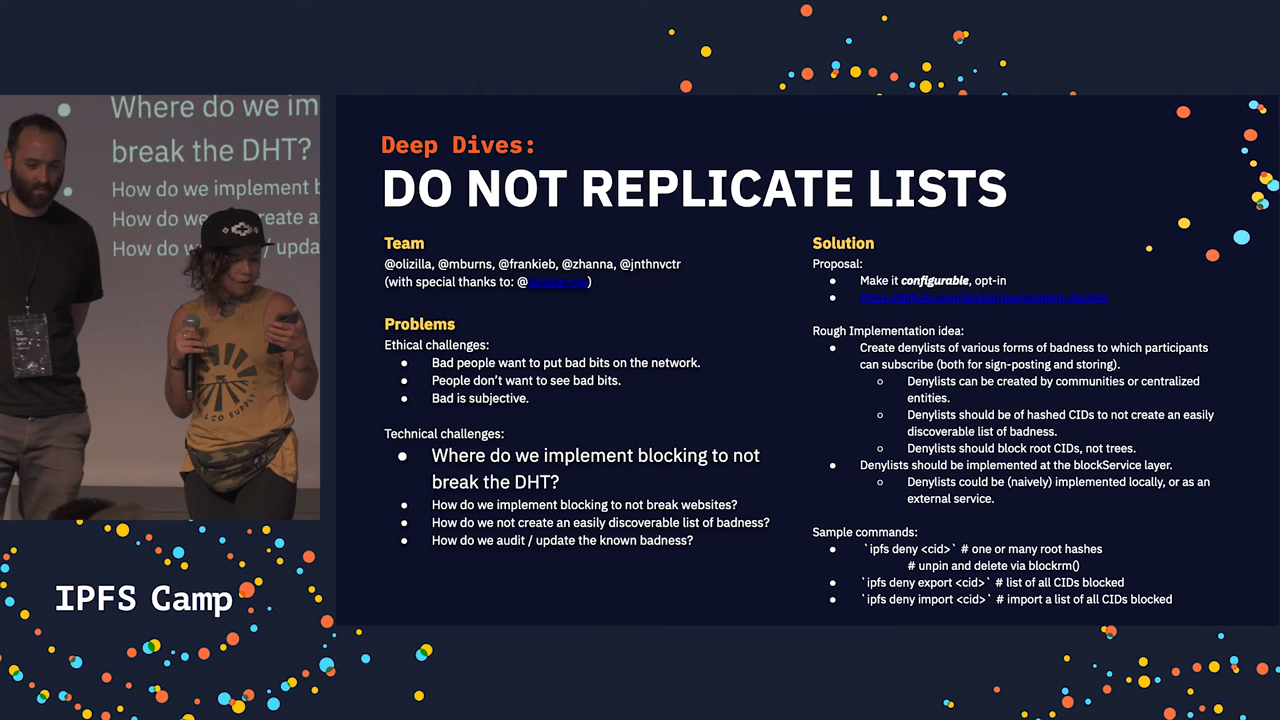 Where do we im
break the DHT?
How do we implement b
How do we create a
How do w / upda
CO SUPPLY
IPFS Camp
Deep Dives:
DO NOT REPLICATE LISTS
Team
@olizilla, @mburns, @frankieb, @zhanna, @jnthnvctr
(with special thanks to: @)
Problems
Ethical challenges:
● Bad people want to put bad bits on the network.
● People don’t want to see bad bits.
● Bad is subjective.
Technical challenges:
● Where do we implement blocking to not
break the DHT?
● How do we implement blocking to not break websites?
● How do we not create an easily discoverable list of badness?
● How do we audit / update the known badness?
Solution
Proposal:
● Make it configurable, opt-in
Rough Implementation idea:
● Create denylists of various forms of badness to which participants
can subscribe (both for sign-posting and storing).
○ Denylists can be created by communities or centralized
entities.
○ Denylists should be of hashed CIDs to not create an easily
discoverable list of badness.
○ Denylists should block root CIDs, not trees.
● Denylists should be implemented at the blockService layer.
○ Denylists could be (naively) implemented locally, or as an
external service.
Sample commands:
● `ipfs deny <cid>` # one or many root hashes
# unpin and delete via blockrm()
● `ipfs deny export <cid>` # list of all CIDs blocked
● `ipfs deny import <cid>` # import a list of all CIDs blocked